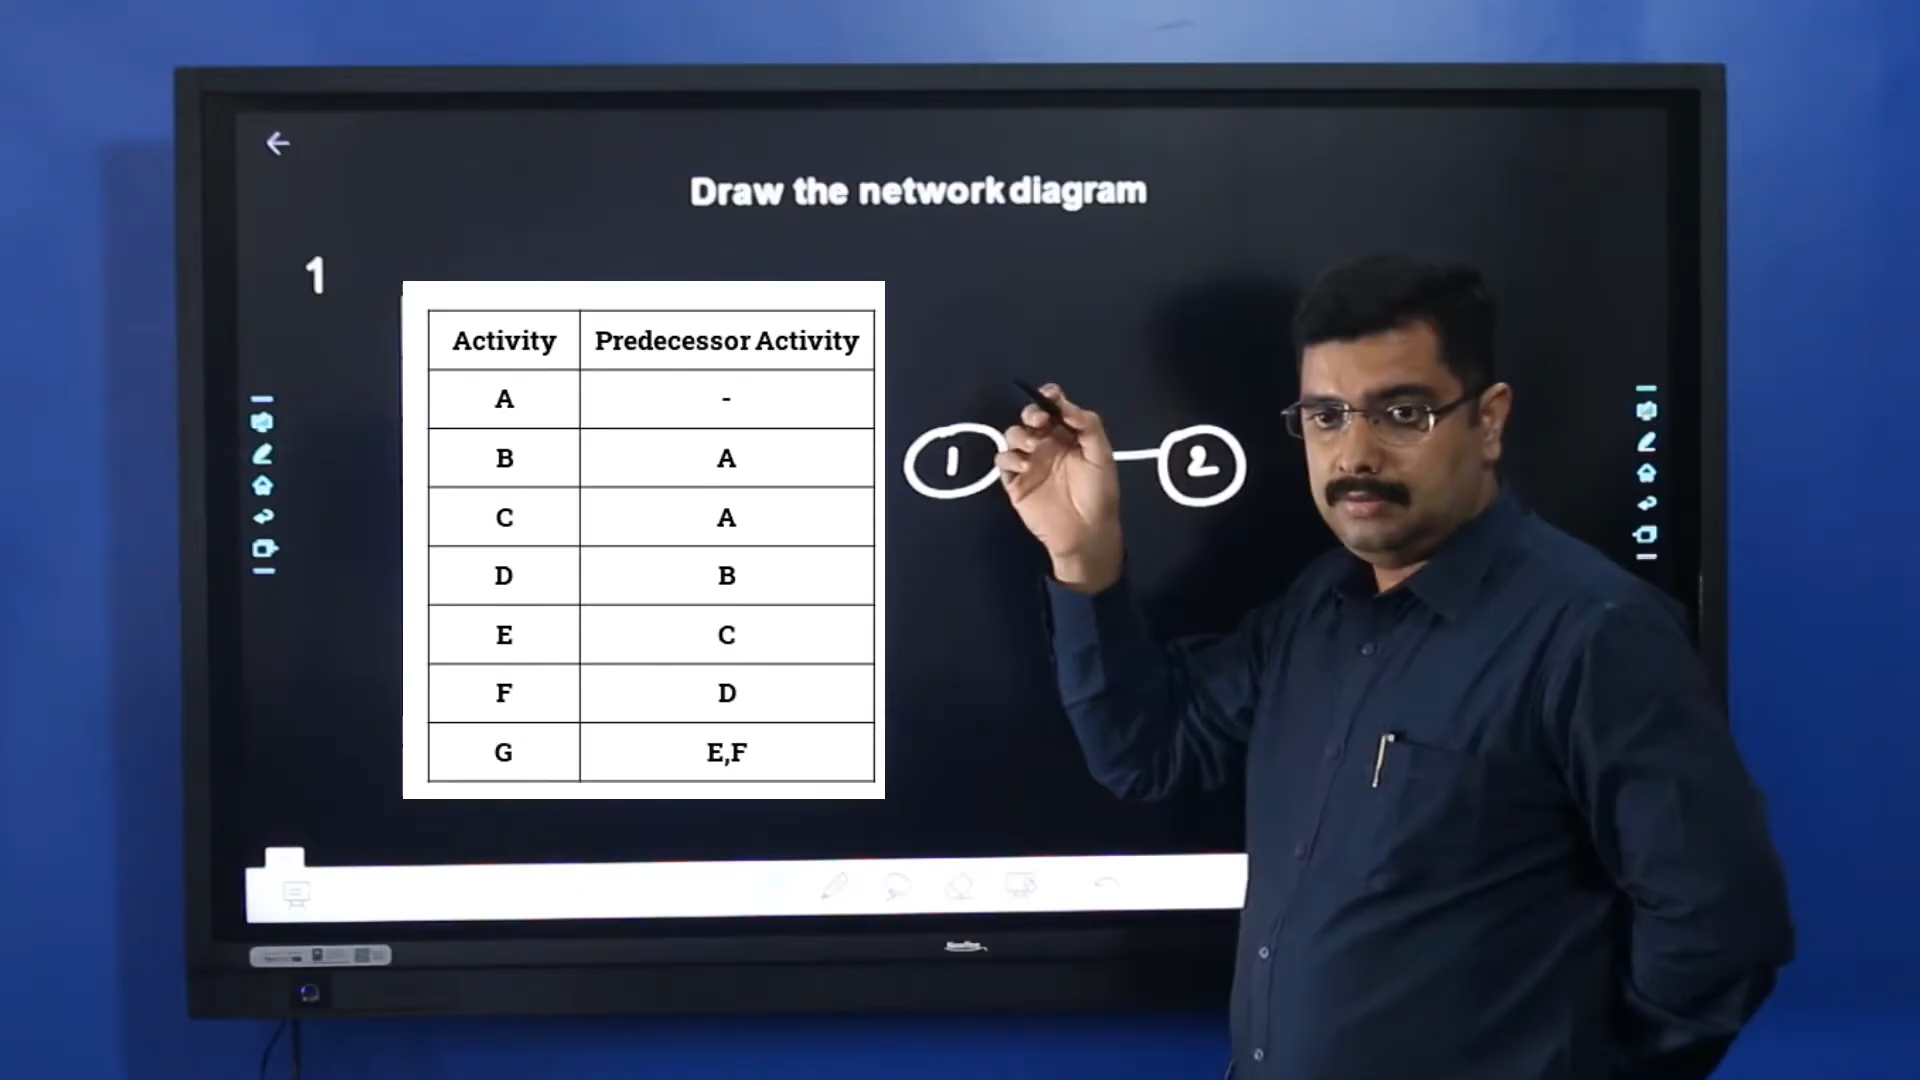 Draw the network diagram
1
Activity Predecessor Activity
A -
B A
C A
D B
E C
F D
G E,F
1 2